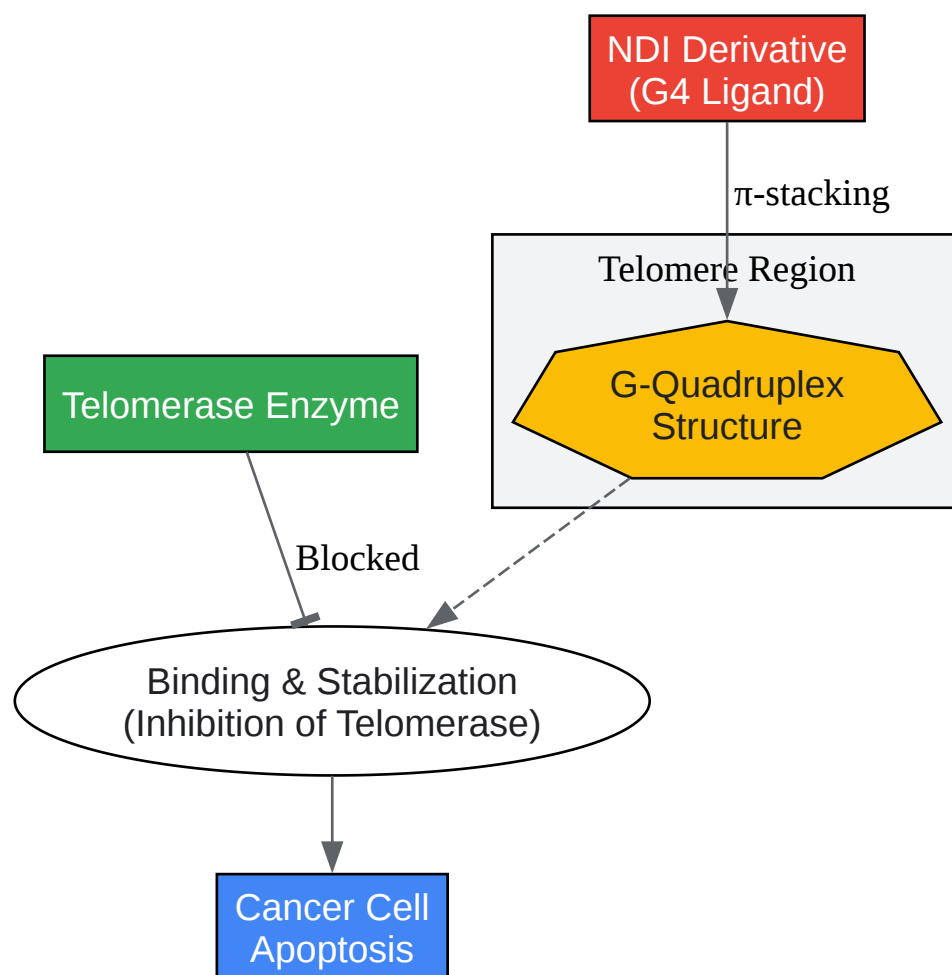 NDI Derivative
(G4 Ligand)
π-stacking
Telomere Region
G-Quadruplex
Structure
Telomerase Enzyme
Blocked
Binding & Stabilization
(Inhibition of Telomerase)
Cancer Cell
Apoptosis